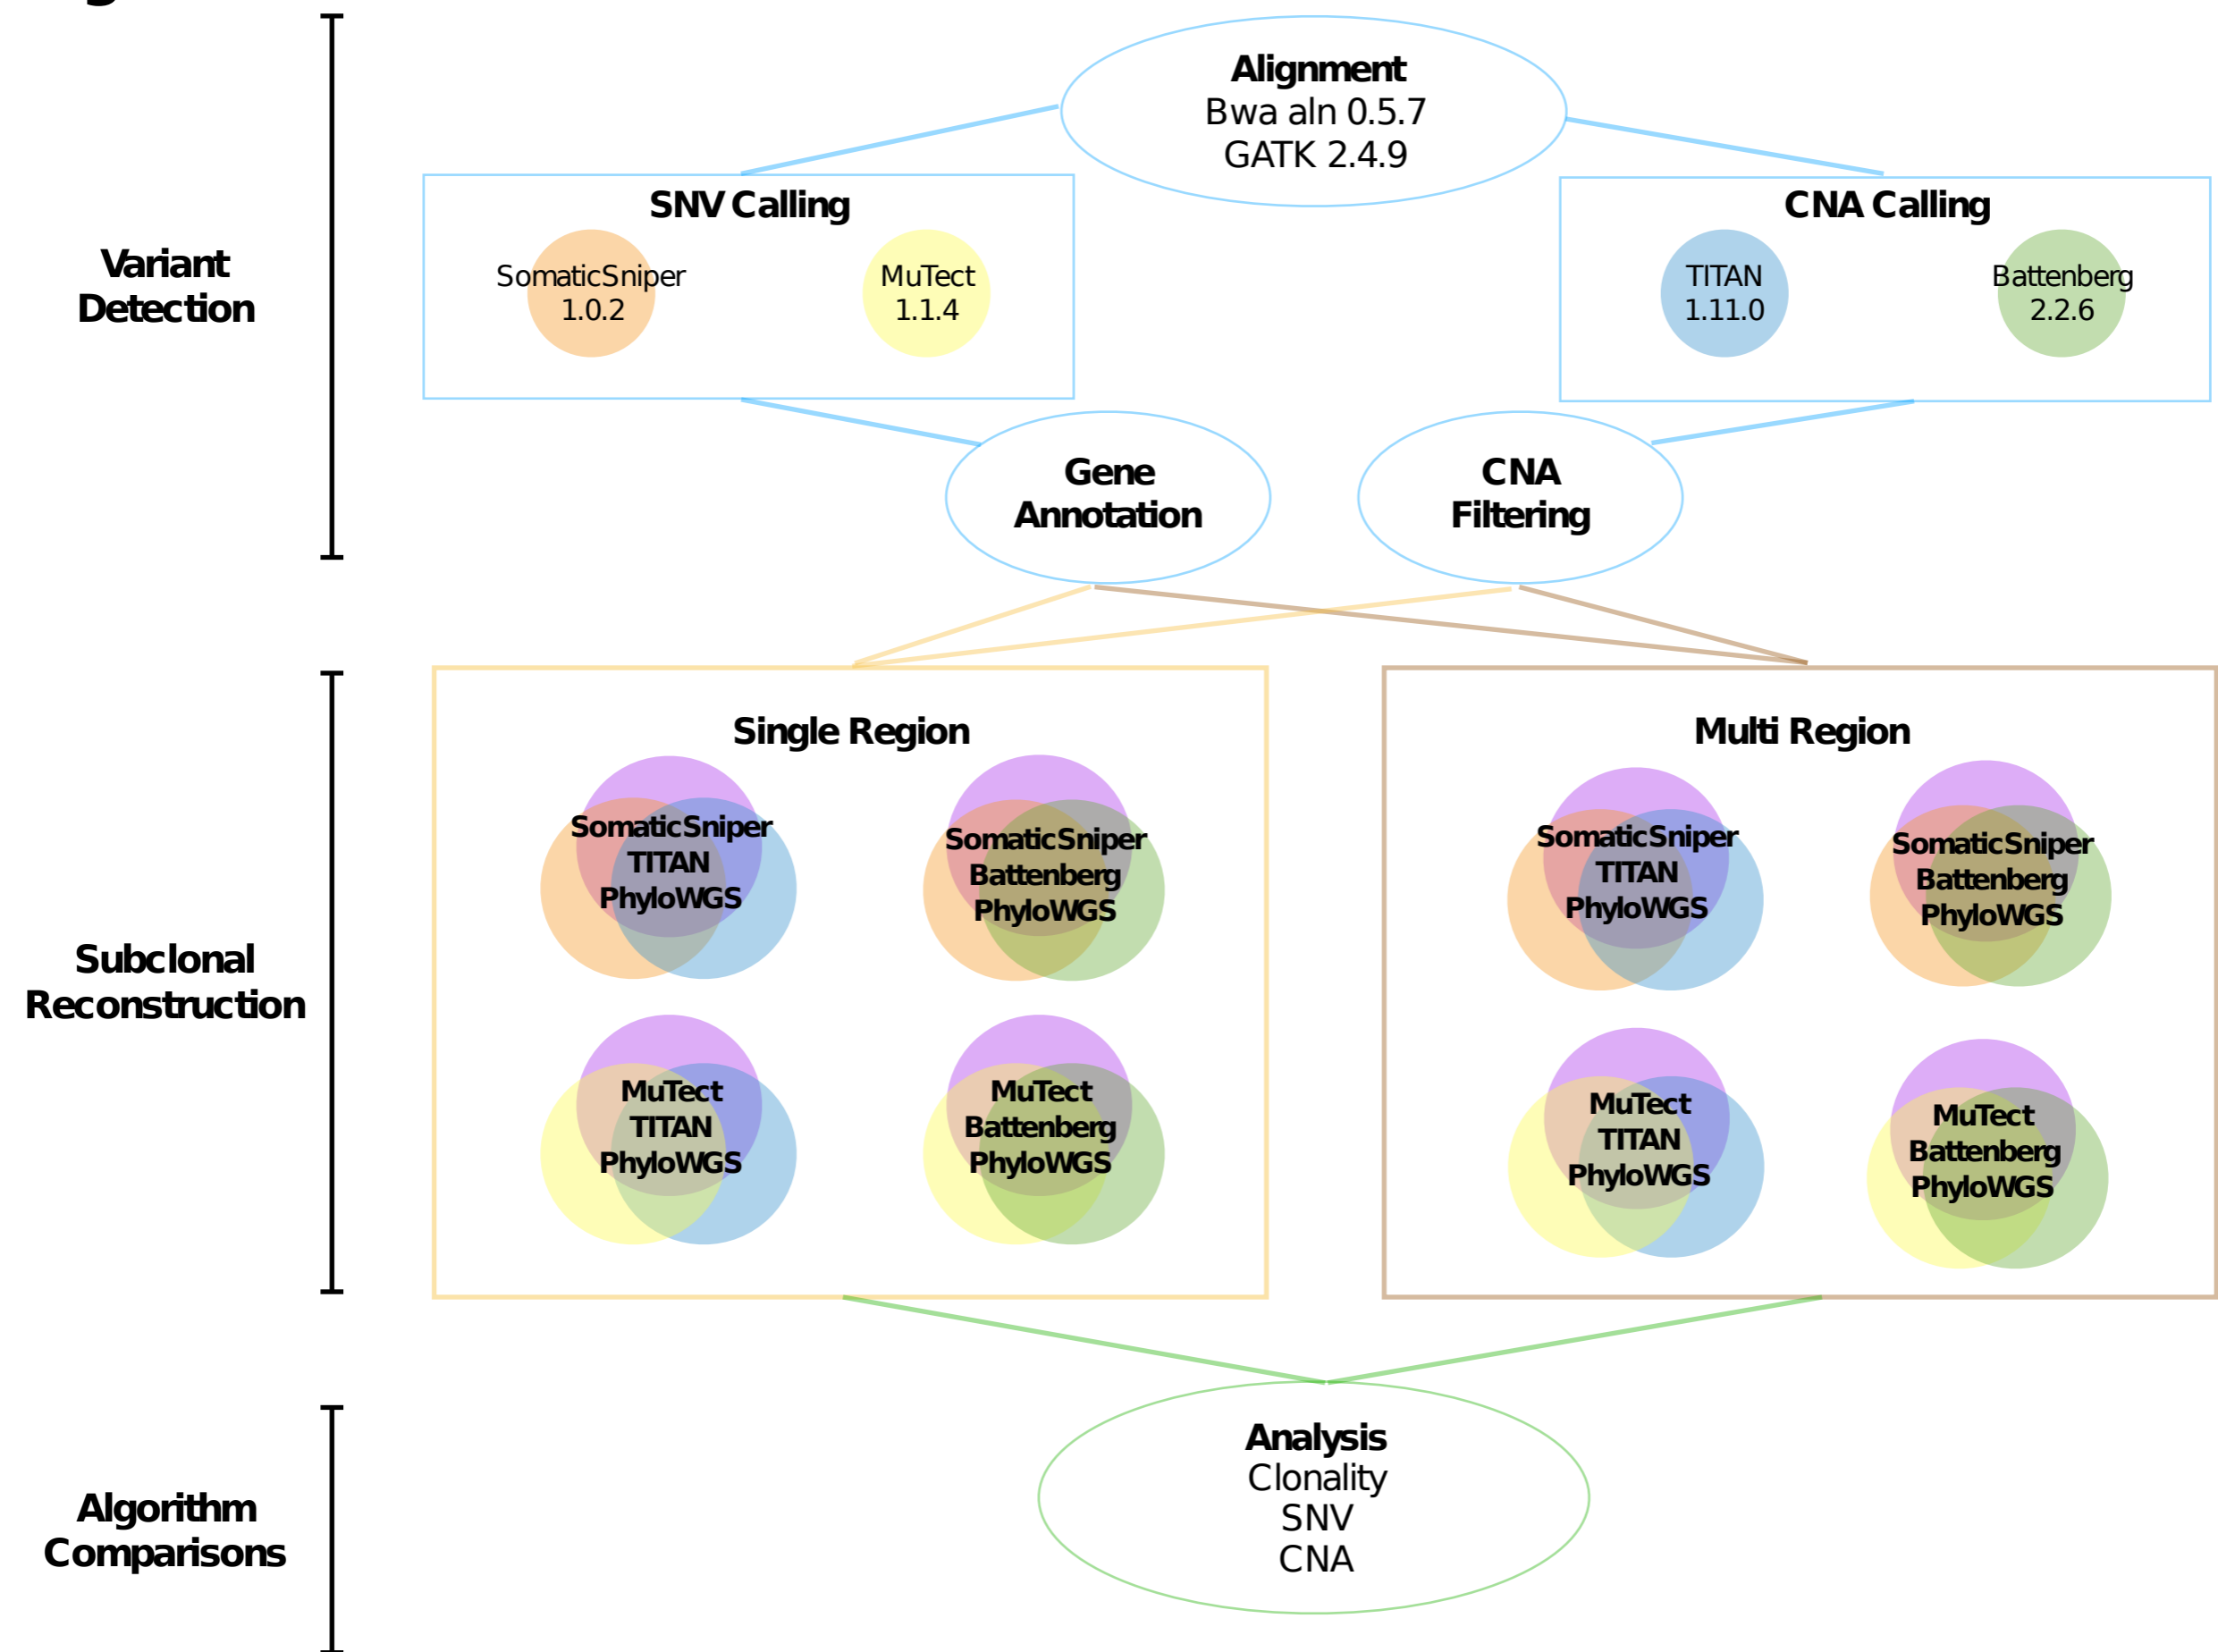 Alignment
Bwa aln 0.5.7
GATK 2.4.9
SNV Calling
SomaticSniper
1.0.2
MuTect
1.1.4
CNA Calling
TITAN
1.11.0
Battenberg
2.2.6
Variant
Detection
Gene
Annotation
CNA
Filtering
Single Region
SomaticSniper
TITAN
PhyloWGS
SomaticSniper
Battenberg
PhyloWGS
MuTect
TITAN
PhyloWGS
MuTect
Battenberg
PhyloWGS
Multi Region
SomaticSniper
TITAN
PhyloWGS
SomaticSniper
Battenberg
PhyloWGS
MuTect
TITAN
PhyloWGS
MuTect
Battenberg
PhyloWGS
Subclonal
Reconstruction
Analysis
Clonality
SNV
CNA
Algorithm
Comparisons